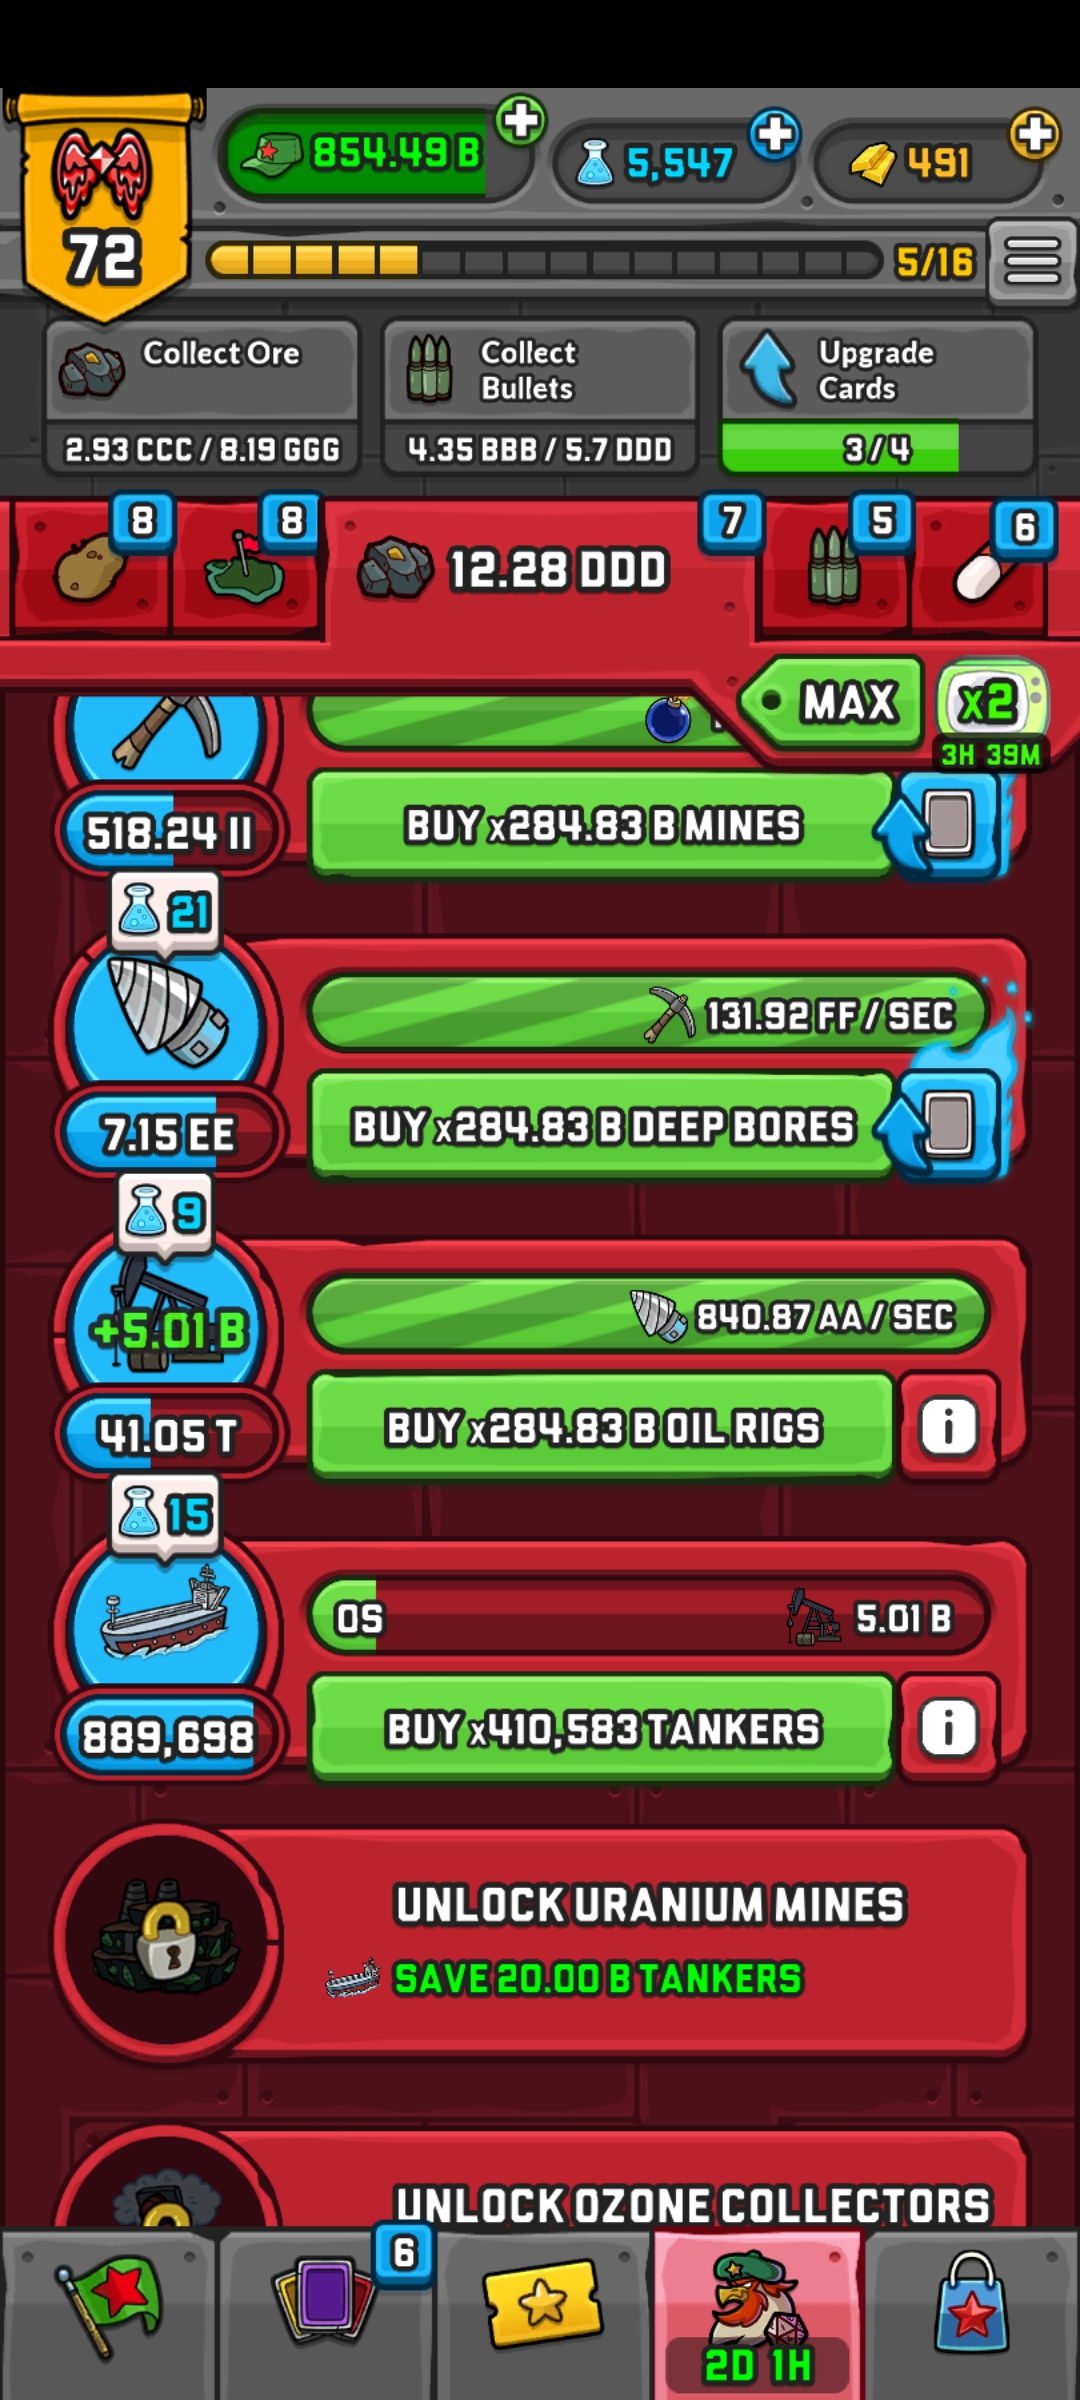 72
854.49 B
5,547
491
5/16
Collect Ore
2.93 CCC / 8.19 GGG
Collect
Bullets
4.35 BBB / 5.7 DDD
Upgrade
Cards
3/4
8
8
12.28 DDD
7
5
6
MAX
x2
3H 39M
518.24 II
BUY x284.83 B MINES
21
131.92 FF / SEC
7.15 EE
BUY x284.83 B DEEP BORES
9
+5.01 B
840.87 AA / SEC
41.05 T
BUY x284.83 B OIL RIGS
i
15
0S
5.01 B
889,698
BUY x410,583 TANKERS
i
UNLOCK URANIUM MINES
SAVE 20.00 B TANKERS
UNLOCK OZONE COLLECTORS
6
2D 1H